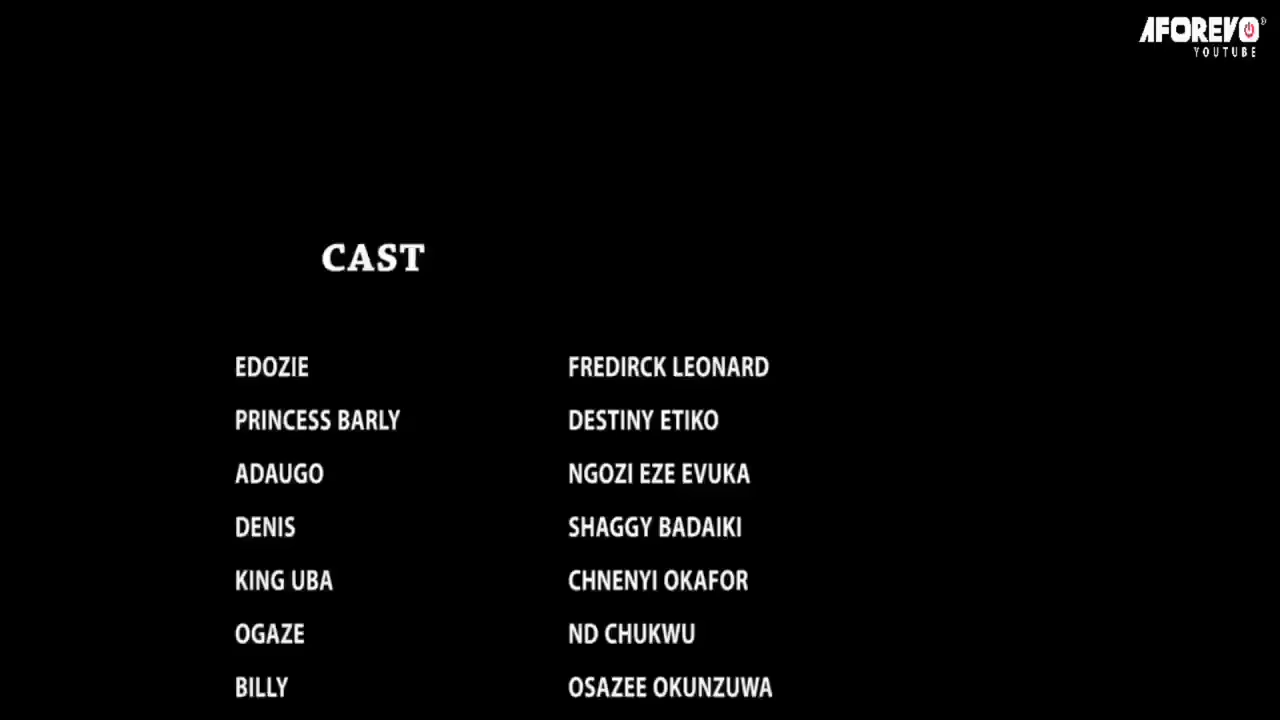 AFOREVO®
YOUTUBE
CAST
EDOZIE FREDIRCK LEONARD
PRINCESS BARLY DESTINY ETIKO
ADAUGO NGOZI EZE EVUKA
DENIS SHAGGY BADAIKI
KING UBA CHNENYI OKAFOR
OGAZE ND CHUKWU
BILLY OSAZEE OKUNZUWA